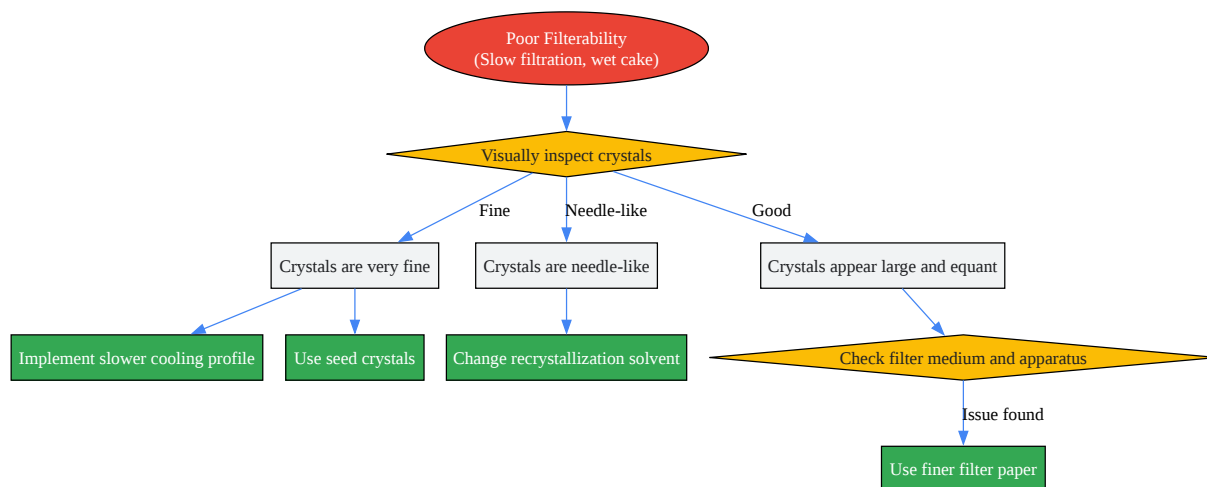 Poor Filterability
(Slow filtration, wet cake)
Visually inspect crystals
Fine
Needle-like
Good
Crystals are very fine
Crystals are needle-like
Crystals appear large and equant
Implement slower cooling profile
Use seed crystals
Change recrystallization solvent
Check filter medium and apparatus
Issue found
Use finer filter paper